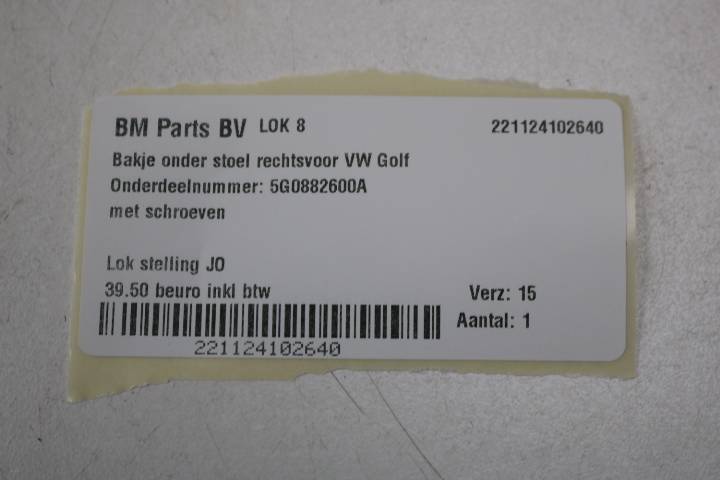 BM Parts BV LOK 8 221124102640
Bakje onder stoel rechtsvoor VW Golf
Onderdeelnummer: 5G0882600A
met schroeven
Lok stelling JO
39.50 beuro inkl btw Verz: 15
Aantal: 1
221124102640